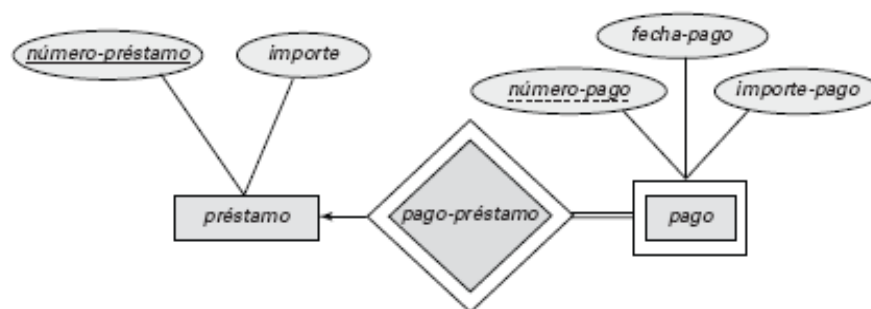 fecha-pago
número-préstamo
importe
número-pago
importe-pago
préstamo
pago-préstamo
pago